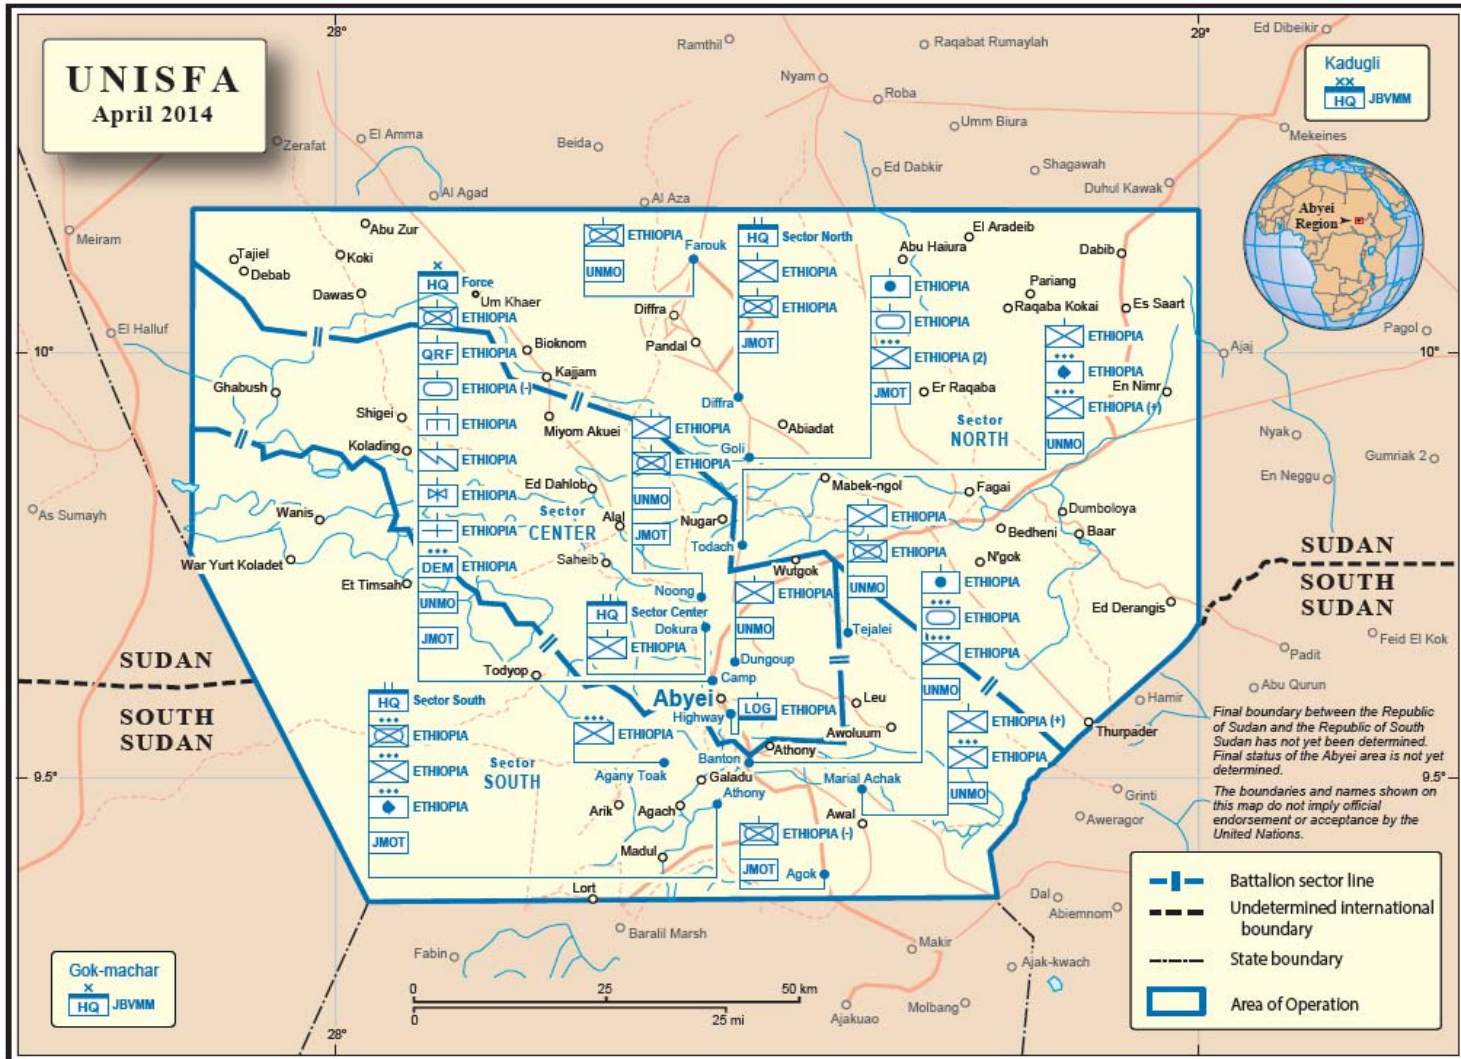 UNISFA
April 2014
28°
29°
Ramthil
Raqabat Rumaylah
Ed Dibeikir
Kadugli
XX
HQ JBVMM
Nyam
Roba
Umm Biura
Mekeines
Zerafat
El Amma
Beida
Ed Dabkir
Shagawah
Duhul Kawak
Al Agad
Al Aza
Abyei
Region
Meiram
Abu Zur
Tajiel
Debab
Koki
Dawas
El Halluf
Um Khaer
HQ Force
ETHIOPIA
QRF ETHIOPIA
ETHIOPIA (-)
ETHIOPIA
ETHIOPIA
ETHIOPIA
ETHIOPIA
DEM ETHIOPIA
UNMO
JMOT
ETHIOPIA
UNMO
Farouk
HQ Sector North
ETHIOPIA
ETHIOPIA
JMOT
Diffra
Diffra
Pandal
El Aradeib
Abu Haiura
Dabib
Pariang
Raqaba Kokai
Es Saart
ETHIOPIA
ETHIOPIA
ETHIOPIA (2)
JMOT
Goli
ETHIOPIA
ETHIOPIA
ETHIOPIA (+)
UNMO
Todach
En Nimr
Er Raqaba
Sector
NORTH
Pagol
10°
10°
Ajaj
Bioknom
Kajjam
Miyom Akuei
Ghabush
Shigei
Kolading
Abiadat
Nyak
Gumriak 2
En Neggu
ETHIOPIA
ETHIOPIA
UNMO
JMOT
Noong
Ed Dahlob
Sector
CENTER
Alal
Nugar
Saheib
Mabek-ngol
Fagai
Dumboloya
Bedheni
Baar
N'gok
As Sumayh
Wanis
War Yurt Koladet
Et Timsah
Wutgok
ETHIOPIA
ETHIOPIA
UNMO
Tejalei
SUDAN
SOUTH
SUDAN
Ed Derangis
Feid El Kok
Padit
Abu Qurun
Hamir
HQ Sector Center
Dokura
ETHIOPIA
ETHIOPIA
UNMO
Dungoup
Camp
ETHIOPIA
ETHIOPIA
ETHIOPIA
UNMO
Banton
SUDAN
SOUTH
SUDAN
Todyop
Abyei
Highway
LOG ETHIOPIA
Leu
Awoluum
Athony
Thurpader
HQ Sector South
ETHIOPIA
ETHIOPIA
ETHIOPIA
JMOT
Athony
Sector
SOUTH
ETHIOPIA
Agany Toak
Galadu
Arik
Agach
Madul
Lort
ETHIOPIA (+)
ETHIOPIA
UNMO
Marial Achak
Awal
ETHIOPIA (-)
JMOT
Agok
9.5°
9.5°
Final boundary between the Republic
of Sudan and the Republic of South
Sudan has not yet been determined.
Final status of the Abyei area is not yet
determined.
The boundaries and names shown on
this map do not imply official
endorsement or acceptance by the
United Nations.
Grinti
Aweragor
Dal
Abiemnom
Makir
Ajak-kwach
Molbang
Ajakuao
Baralil Marsh
Fabin
Gok-machar
X
HQ JBVMM
28°
0 25 50 km
0 25 mi
Battalion sector line
Undetermined international
boundary
State boundary
Area of Operation